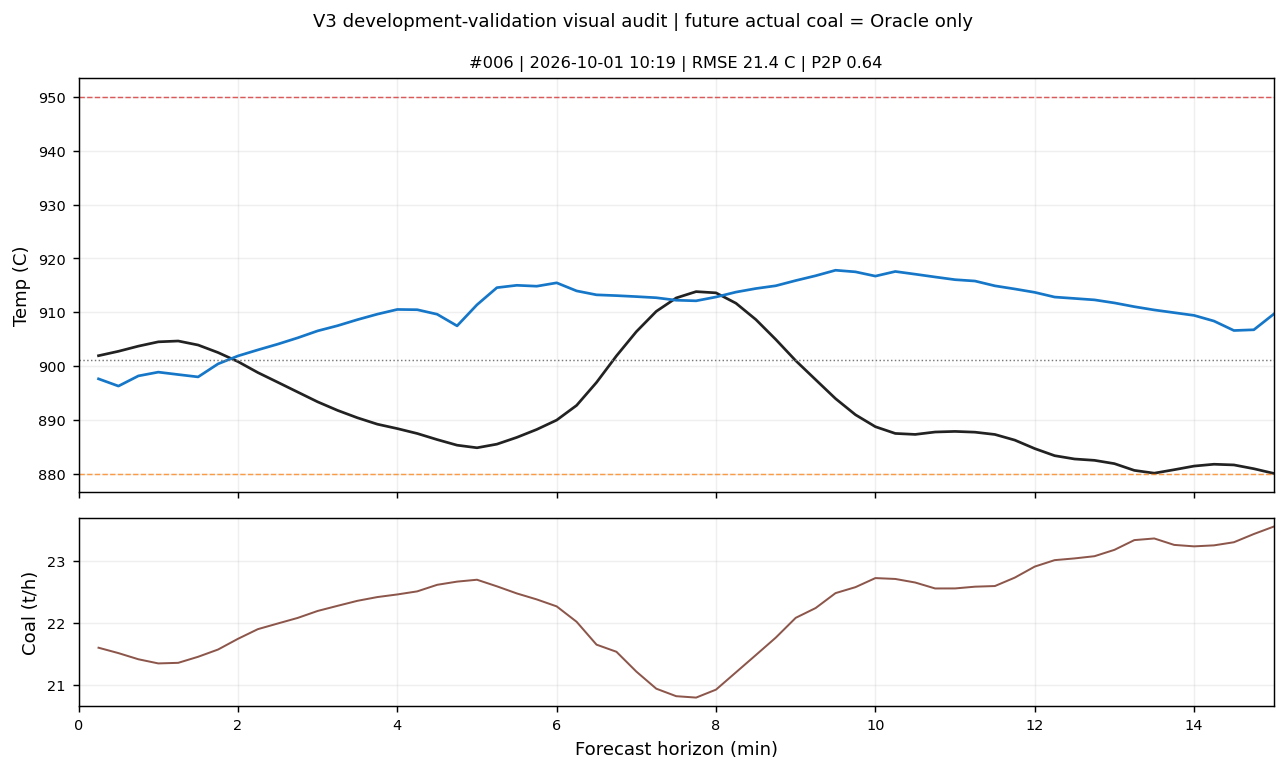 V3 development-validation visual audit | future actual coal = Oracle only
#006 | 2026-10-01 10:19 | RMSE 21.4 C | P2P 0.64
Temp (C)
950
940
930
920
910
900
890
880
Coal (t/h)
23
22
21
0 2 4 6 8 10 12 14
Forecast horizon (min)